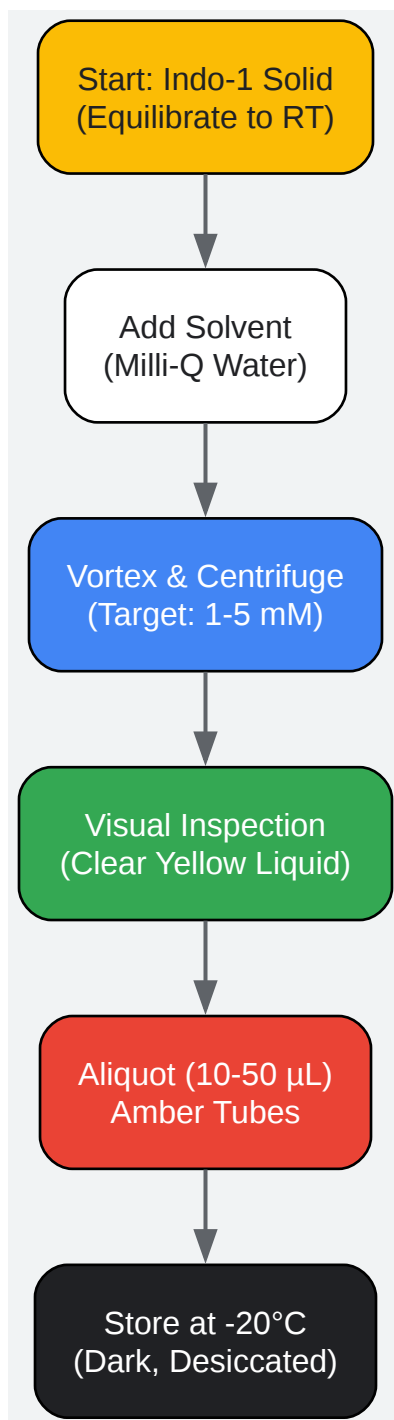 Start: Indo-1 Solid
(Equilibrate to RT)
Add Solvent
(Milli-Q Water)
Vortex & Centrifuge
(Target: 1-5 mM)
Visual Inspection
(Clear Yellow Liquid)
Aliquot (10-50 µL)
Amber Tubes
Store at -20°C
(Dark, Desiccated)